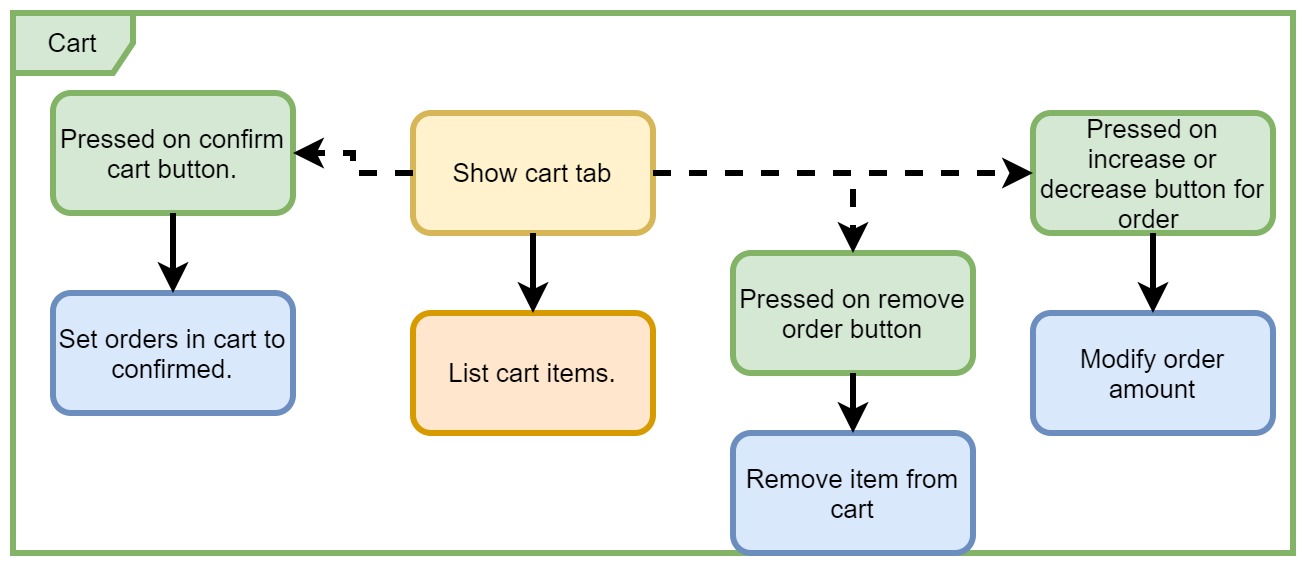 Cart
Pressed on confirm
cart button.
Set orders in cart to
confirmed.
Show cart tab
List cart items.
Pressed on remove
order button
Remove item from
cart
Pressed on
increase or
decrease button for
order
Modify order
amount